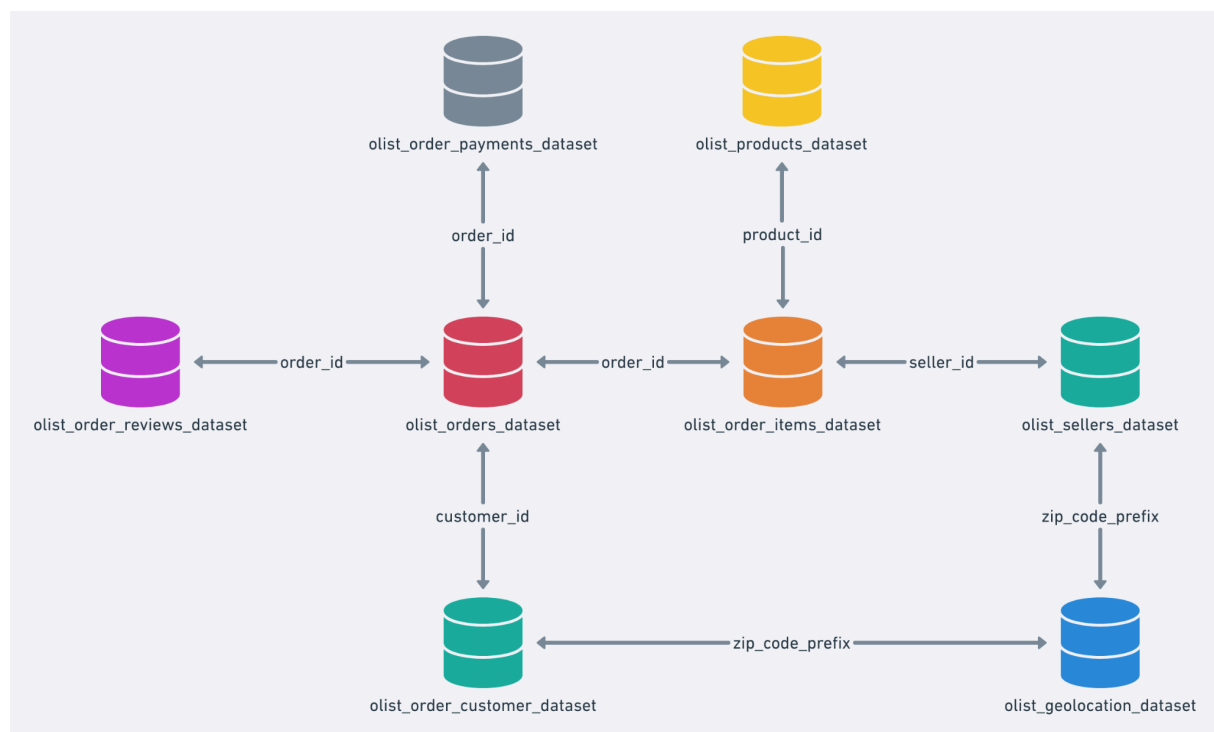 olist_order_payments_dataset
olist_products_dataset
order_id
product_id
order_id
order_id
seller_id
olist_order_reviews_dataset
olist_orders_dataset
olist_order_items_dataset
olist_sellers_dataset
customer_id
zip_code_prefix
zip_code_prefix
olist_order_customer_dataset
olist_geolocation_dataset